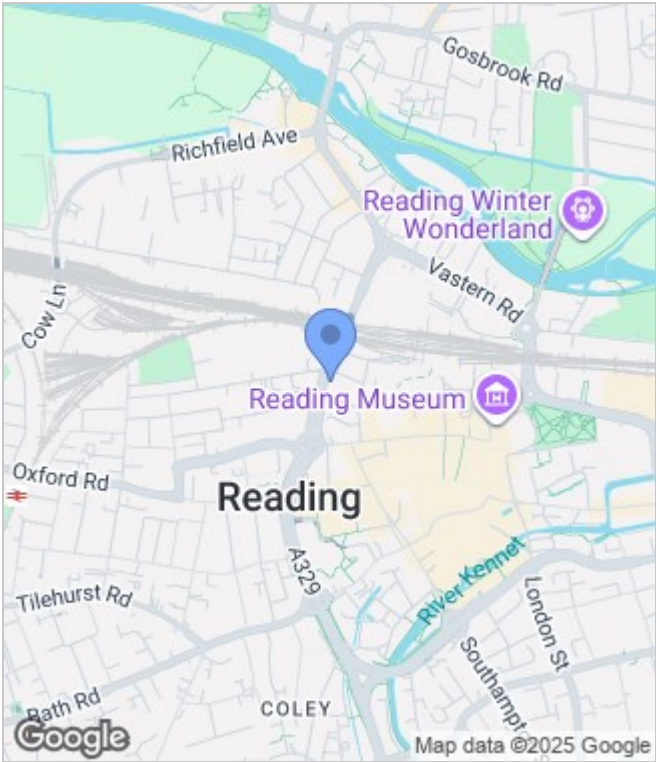 Gosbrook Rd
Richfield Ave
Reading Winter
Wonderland
Vastern Rd
Cow Ln
Reading Museum
Oxford Rd
Reading
A329
River Kennet
Tilehurst Rd
London St
Bath Rd
COLEY
Google
Map data ©2025 Google